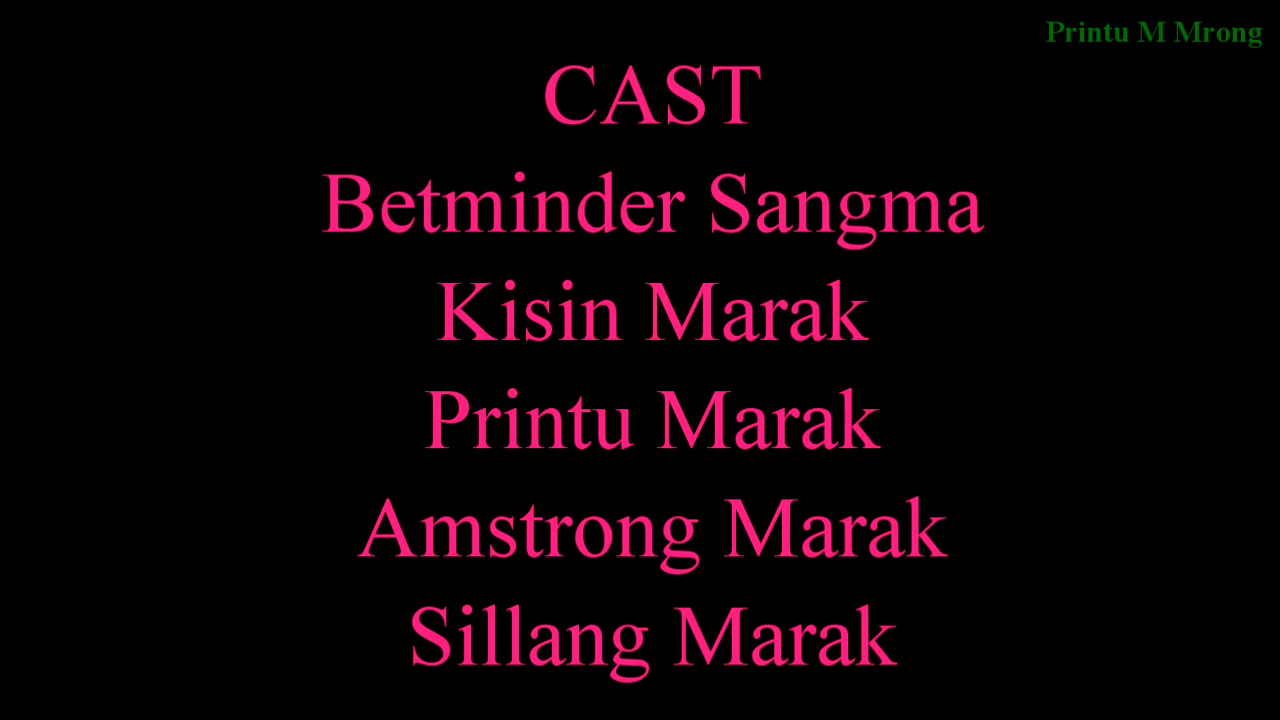 Printu M Mrong
CAST
Betminder Sangma
Kisin Marak
Printu Marak
Amstrong Marak
Sillang Marak